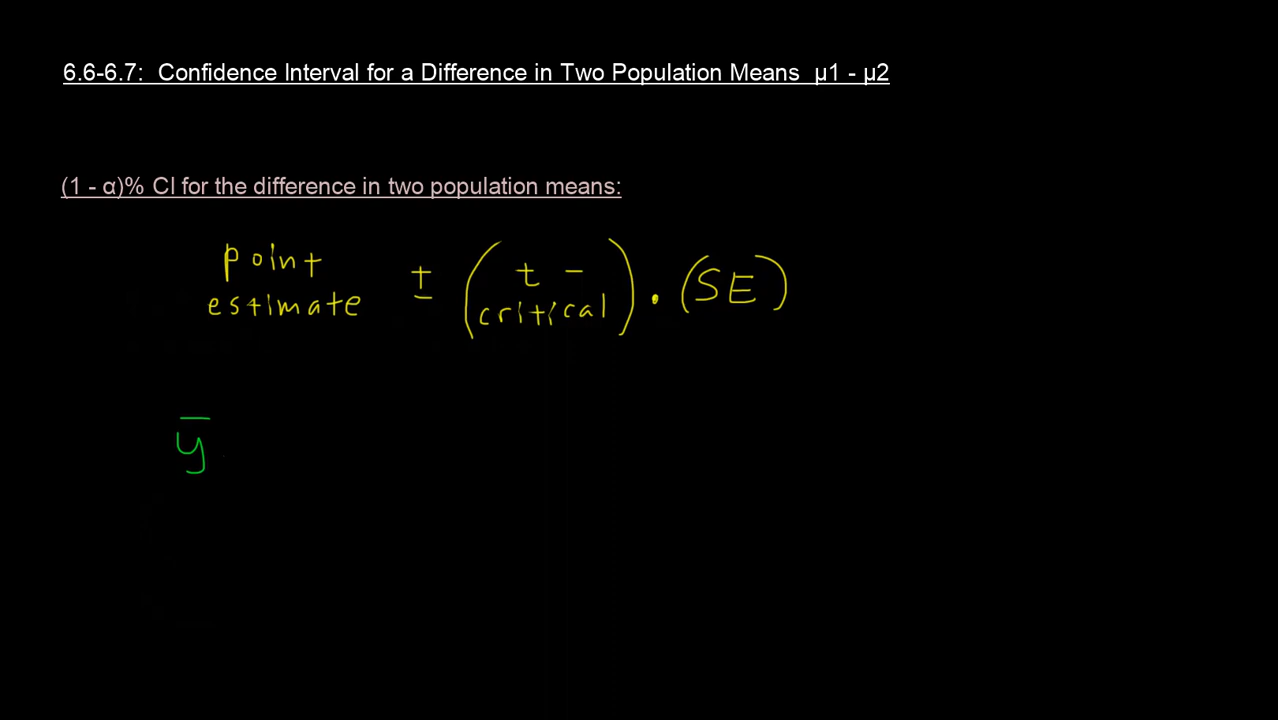 6.6-6.7: Confidence Interval for a Difference in Two Population Means μ1 - μ2
(1 - α)% CI for the difference in two population means:
point estimate ± (t - critical) · (SE)
ȳ